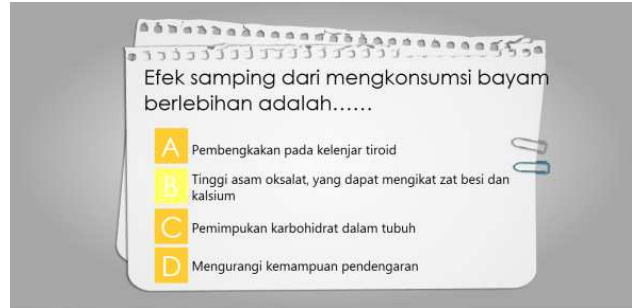 Efek samping dari mengkonsumsi bayam
berlebihan adalah......
A Pembengkakan pada kelenjar tiroid
B Tinggi asam oksalat, yang dapat mengikat zat besi dan
kalsium
C Pemimpukan karbohidrat dalam tubuh
D Mengurangi kemampuan pendengaran